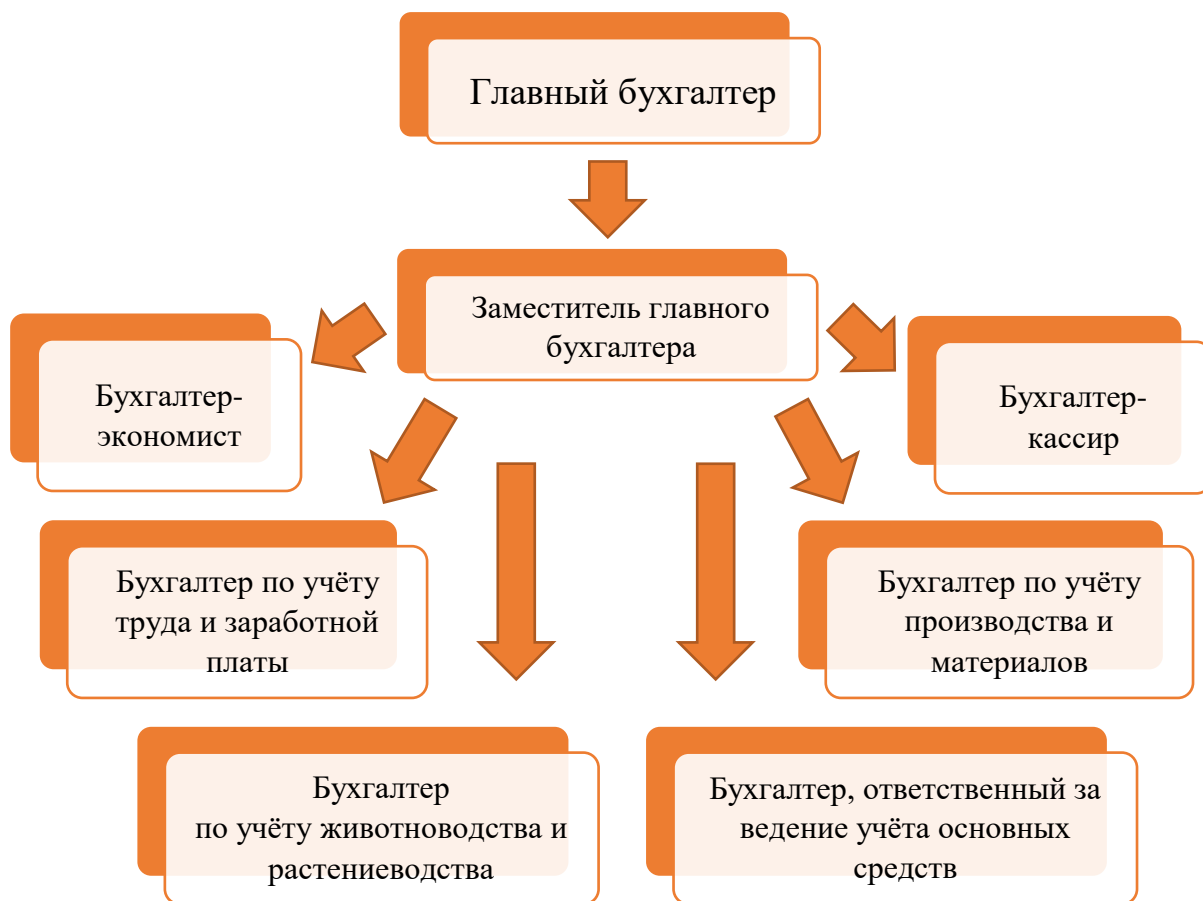 Главный бухгалтер
Заместитель главного
бухгалтера
Бухгалтер-
экономист
Бухгалтер-
кассир
Бухгалтер по учёту
труда и заработной
платы
Бухгалтер по учёту
производства и
материалов
Бухгалтер
по учёту животноводства и
растениеводства
Бухгалтер, ответственный за
ведение учёта основных
средств